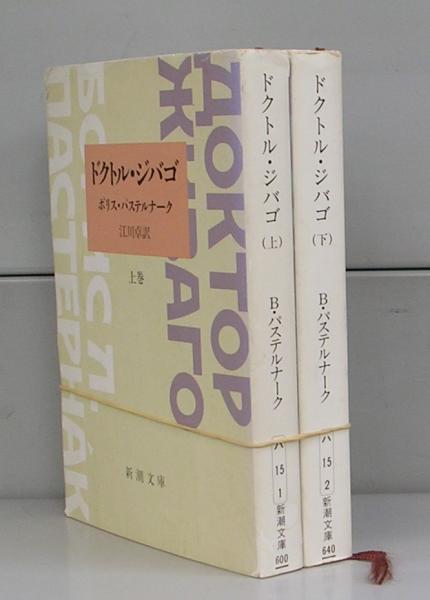 ДОКТОР
ЖИВАГО
БОРИС Л.
ПАСТЕРНАК
ドクトル・ジバゴ
ボリス・パステルナーク
江川卓訳
上巻
新潮文庫
ドクトル・ジバゴ(上)
B・パステルナーク
ハ
15
1
新潮文庫
600
ドクトル・ジバゴ(下)
B・パステルナーク
ハ
15
2
新潮文庫
640